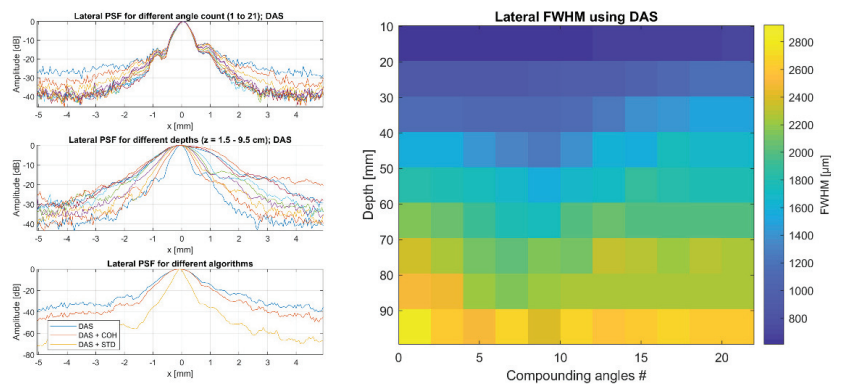 Lateral PSF for different angle count (1 to 21); DAS
Amplitude [dB]
0
-10
-20
-30
-40
-5 -4 -3 -2 -1 0 1 2 3 4
x [mm]
Lateral PSF for different depths (z = 1.5 - 9.5 cm); DAS
Amplitude [dB]
0
-10
-20
-30
-40
-5 -4 -3 -2 -1 0 1 2 3 4
x [mm]
Lateral PSF for different algorithms
Amplitude [dB]
0
-20
-40
-60
-80
DAS
DAS + COH
DAS + STD
-5 -4 -3 -2 -1 0 1 2 3 4
x [mm]
Lateral FWHM using DAS
Depth [mm]
10
20
30
40
50
60
70
80
90
0 5 10 15 20
Compounding angles #
2800
2600
2400
2200
2000
1800
1600
1400
1200
1000
800
FWHM [μm]